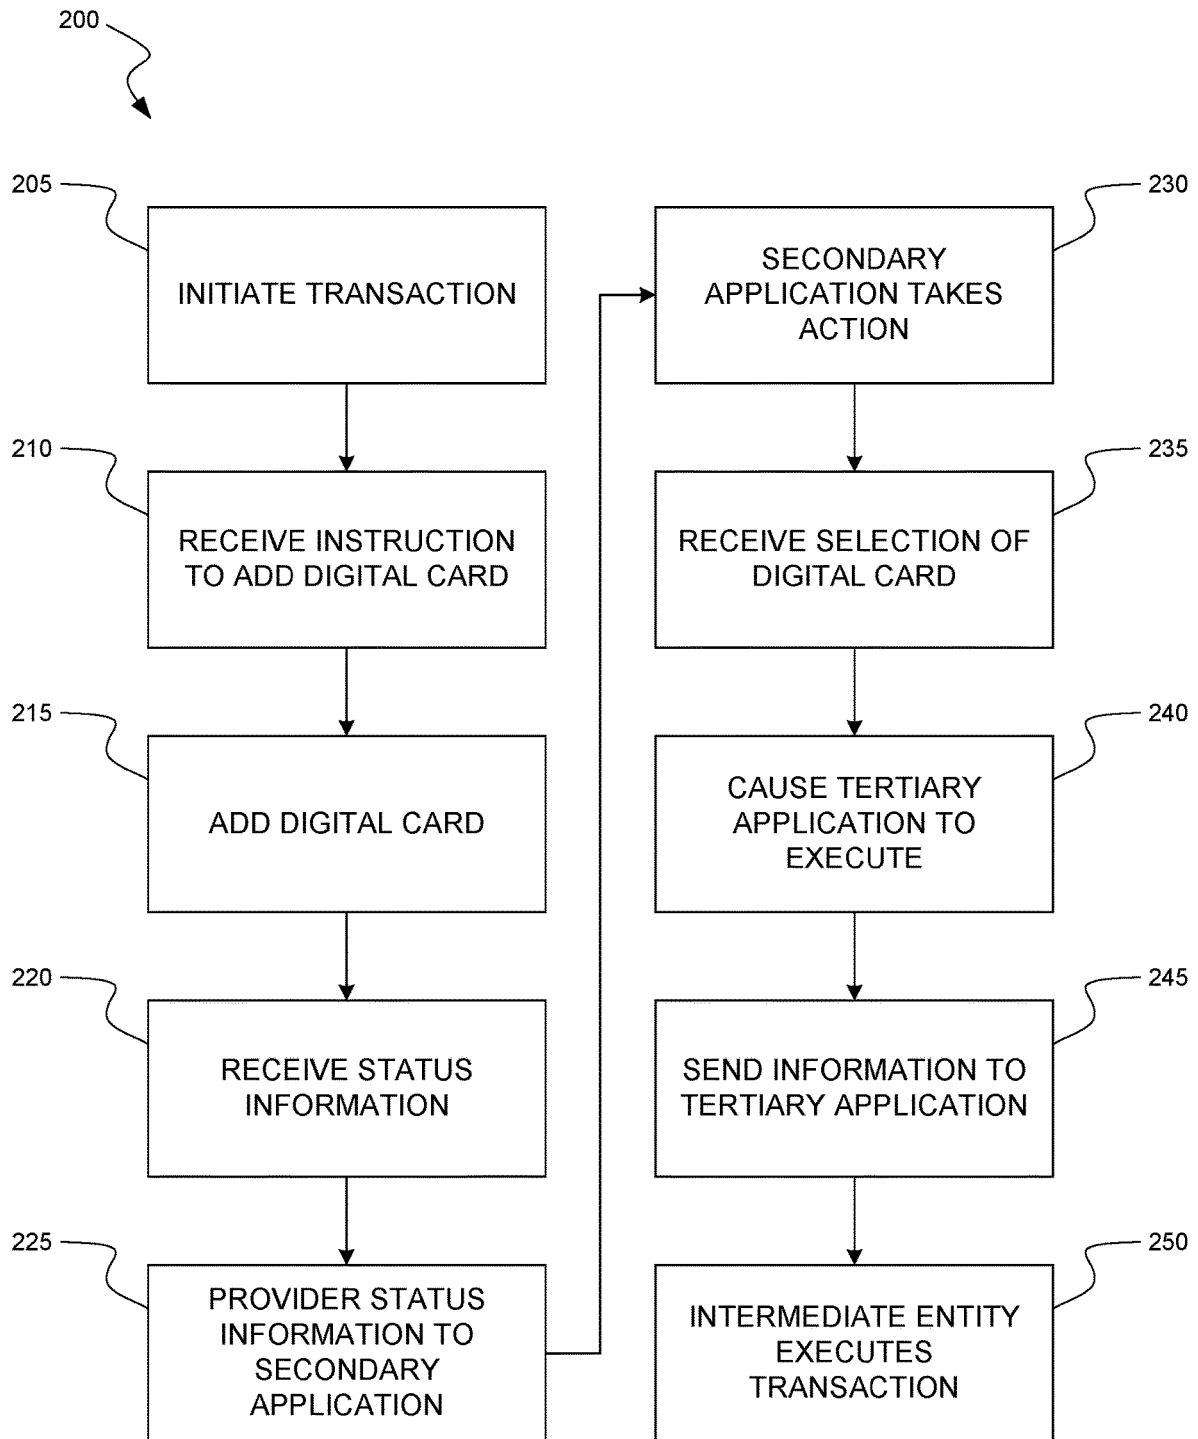 200
205
INITIATE TRANSACTION
210
RECEIVE INSTRUCTION
TO ADD DIGITAL CARD
215
ADD DIGITAL CARD
220
RECEIVE STATUS
INFORMATION
225
PROVIDER STATUS
INFORMATION TO
SECONDARY
APPLICATION
230
SECONDARY
APPLICATION TAKES
ACTION
235
RECEIVE SELECTION OF
DIGITAL CARD
240
CAUSE TERTIARY
APPLICATION TO
EXECUTE
245
SEND INFORMATION TO
TERTIARY APPLICATION
250
INTERMEDIATE ENTITY
EXECUTES
TRANSACTION